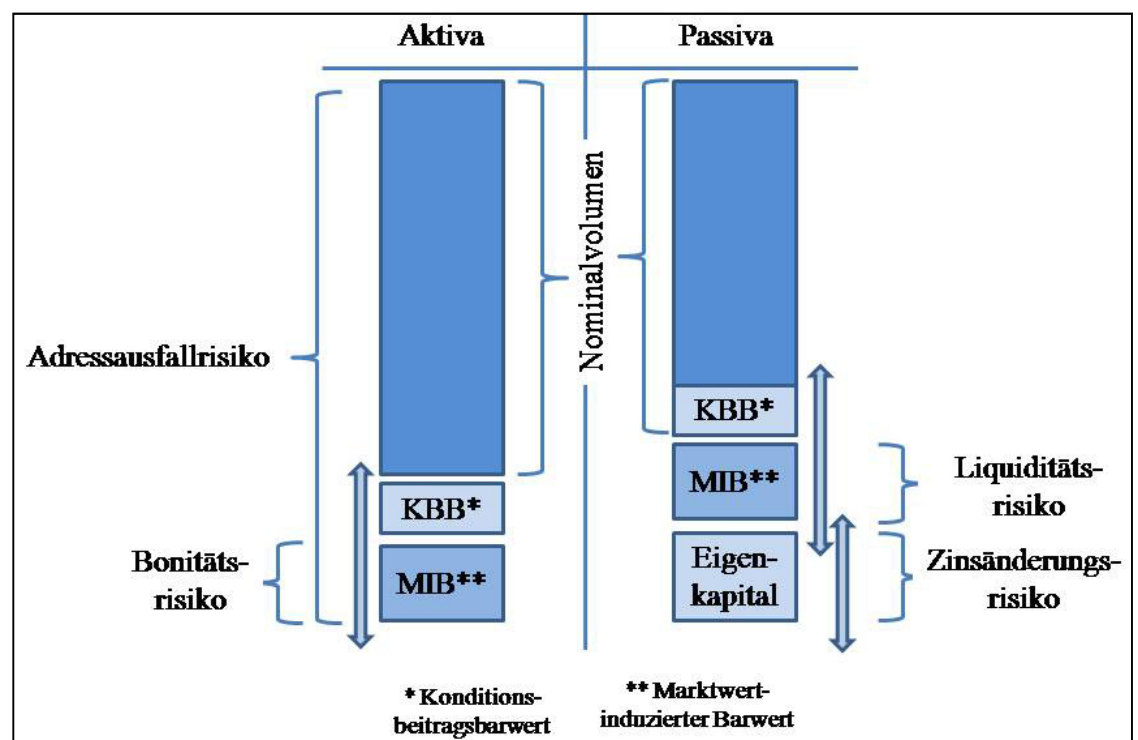 Aktiva
Passiva
Nominalvolumen
Adressausfallrisiko
KBB*
KBB*
MIB**
Liquiditäts-
risiko
Bonitäts-
risiko
MIB**
Eigen-
kapital
Zinsänderungs-
risiko
* Konditions-
beitragsbarwert
** Marktwert-
induzierter Barwert